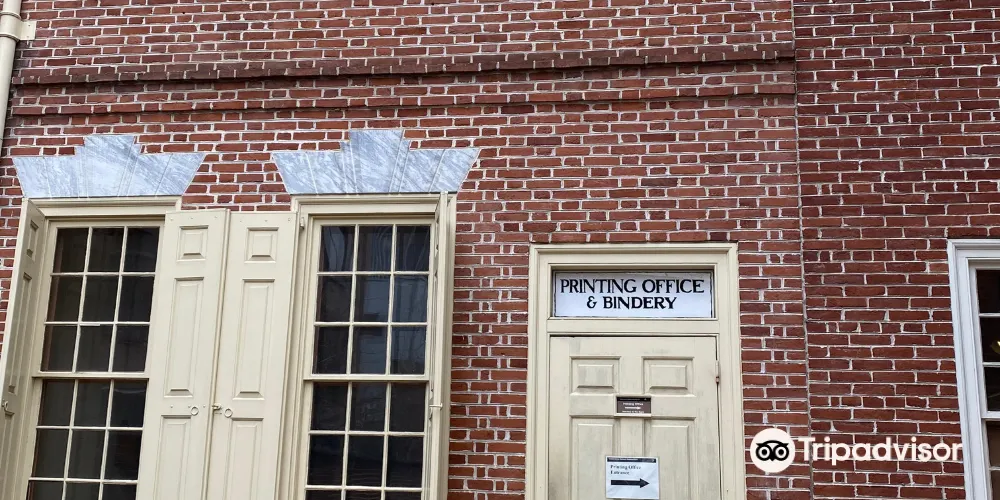 PRINTING OFFICE
& BINDERY
Printing Office
Entrance
Tripadvisor